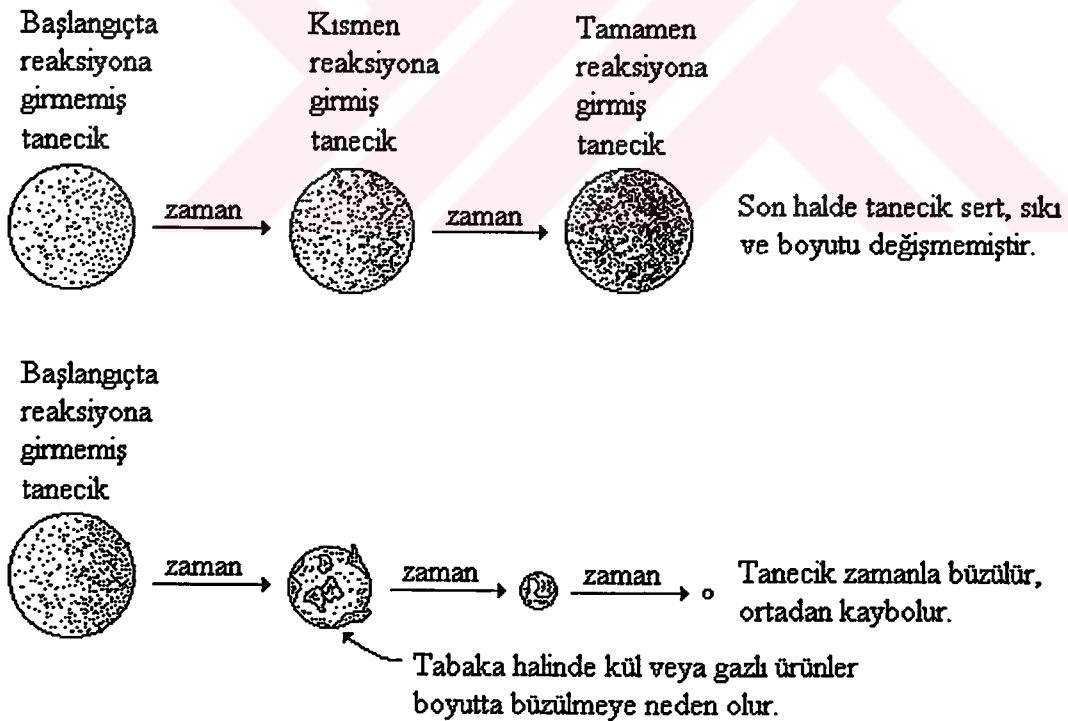 Başlangıçta
reaksiyona
girmemiş
tanecik
Kısmen
reaksiyona
girmiş
tanecik
Tamamen
reaksiyona
girmiş
tanecik
zaman
zaman
Son halde tanecik sert, sıkı
ve boyutu değişmemiştir.
Başlangıçta
reaksiyona
girmemiş
tanecik
zaman
zaman
zaman
Tanecik zamanla büzülür,
ortadan kaybolur.
Tabaka halinde kül veya gazlı ürünler
boyutta büzülmeye neden olur.